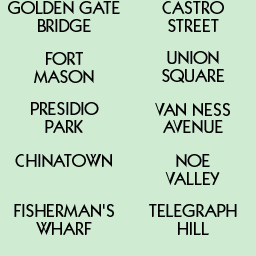 GOLDEN GATE
BRIDGE
CASTRO
STREET
FORT
MASON
UNION
SQUARE
PRESIDIO
PARK
VAN NESS
AVENUE
CHINATOWN
NOE
VALLEY
FISHERMAN'S
WHARF
TELEGRAPH
HILL